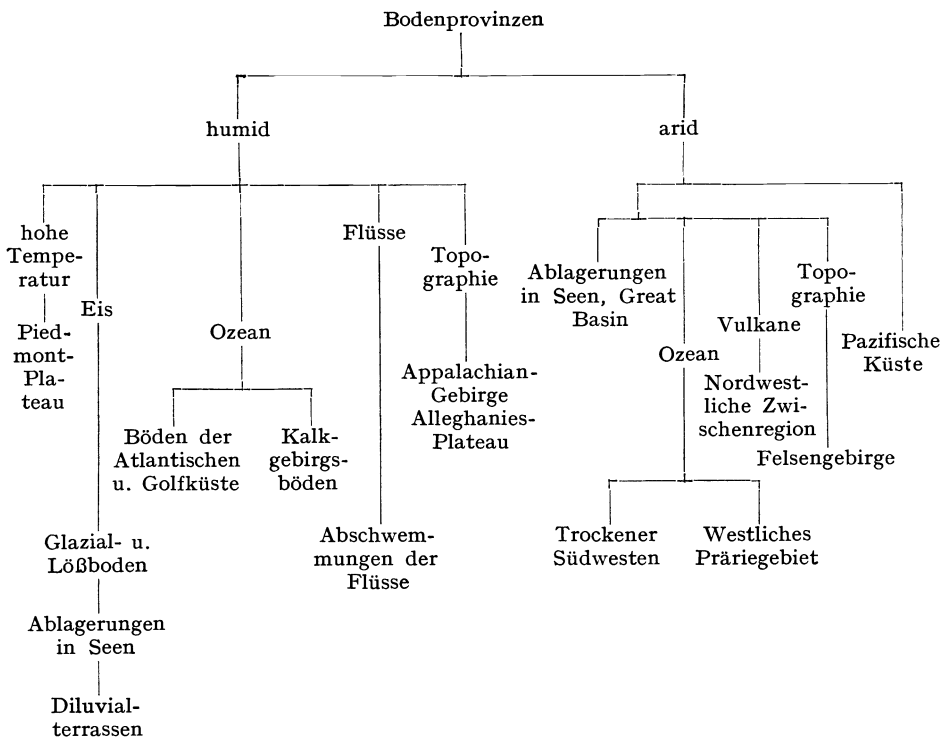 Bodenprovinzen
humid
arid
hohe
Tempe-
ratur
Pied-
mont-
Pla-
teau
Eis
Glazial- u.
Lößboden
Ablagerungen
in Seen
Diluvial-
terrassen
Ozean
Böden der
Atlantischen
u. Golfküste
Kalk-
gebirgs-
böden
Flüsse
Abschwem-
mungen der
Flüsse
Topo-
graphie
Appalachian-
Gebirge
Alleghanies-
Plateau
Ablagerungen
in Seen, Great
Basin
Ozean
Trockener
Südwesten
Westliches
Präriegebiet
Vulkane
Nordwest-
liche Zwi-
schenregion
Topo-
graphie
Felsengebirge
Pazifische
Küste